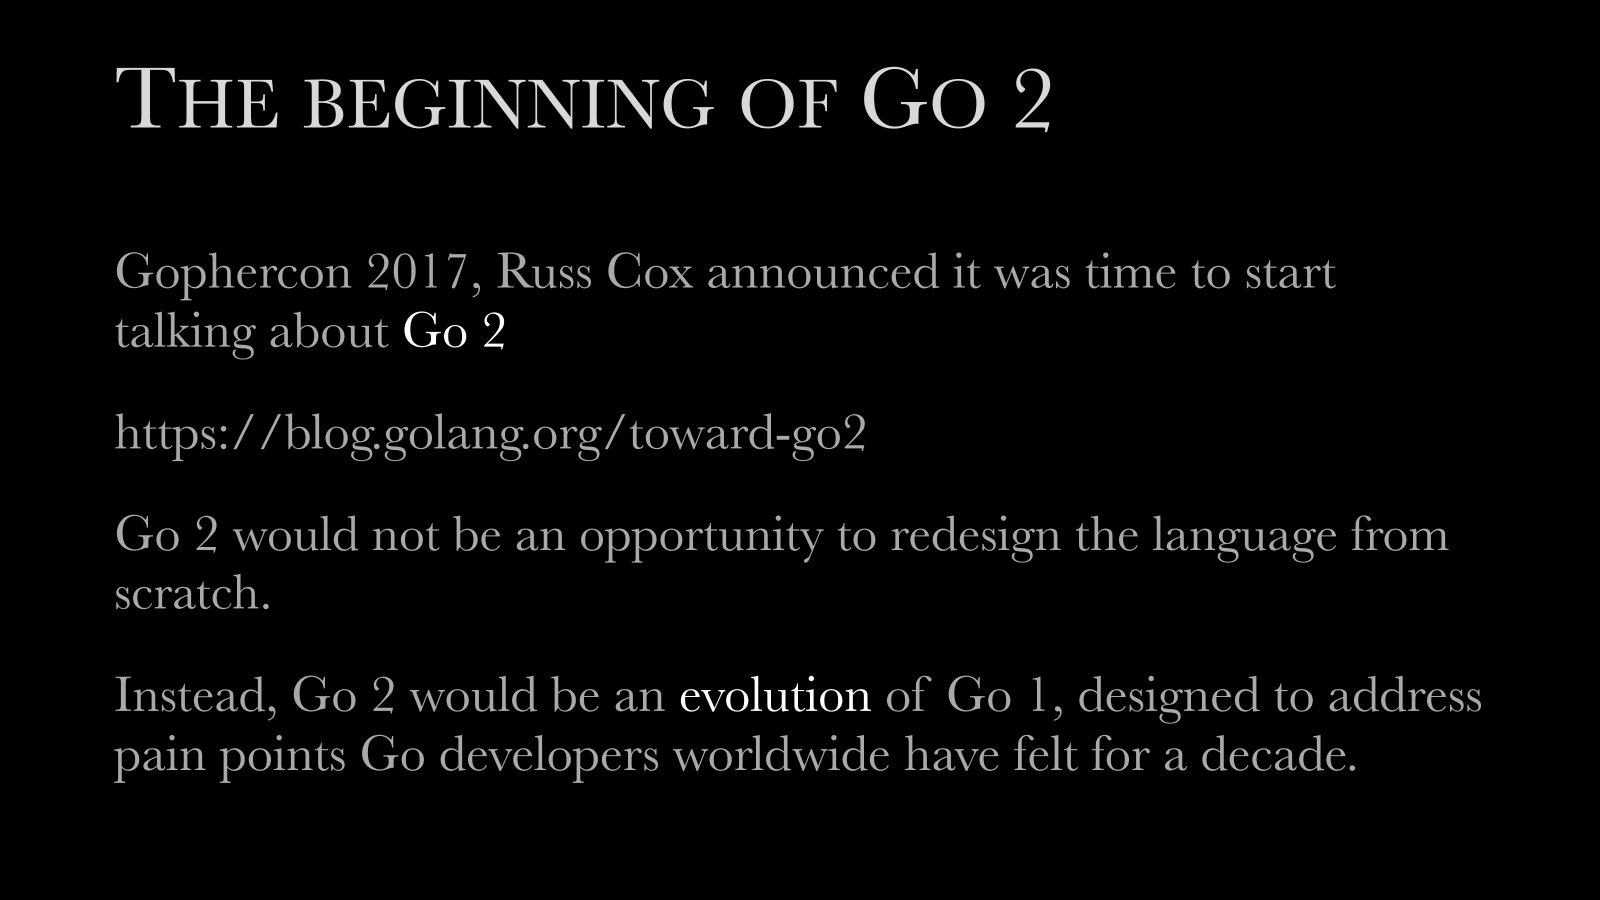 The beginning of Go 2
Gophercon 2017, Russ Cox announced it was time to start
talking about Go 2
https://blog.golang.org/toward-go2
Go 2 would not be an opportunity to redesign the language from
scratch.
Instead, Go 2 would be an evolution of Go 1, designed to address
pain points Go developers worldwide have felt for a decade.